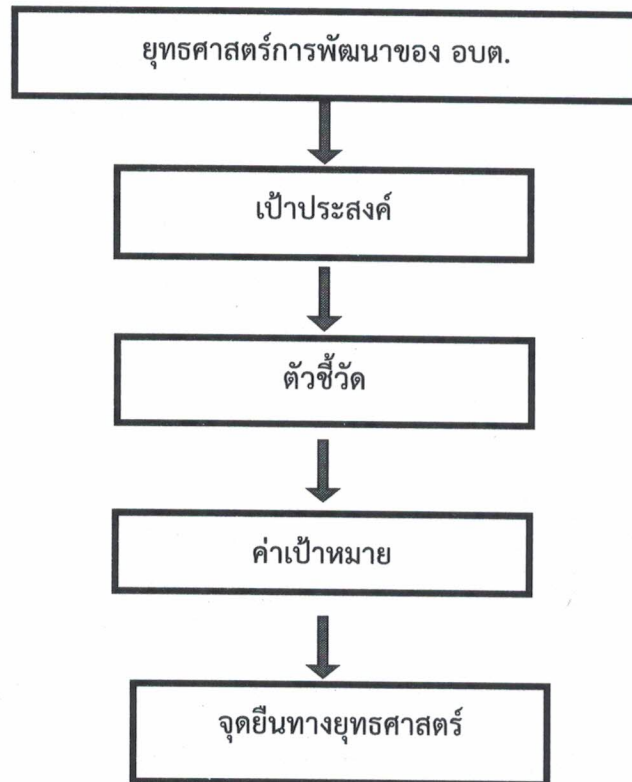 ยุทธศาสตร์การพัฒนาของ อบต.
เป้าประสงค์
ตัวชี้วัด
ค่าเป้าหมาย
จุดยืนทางยุทธศาสตร์